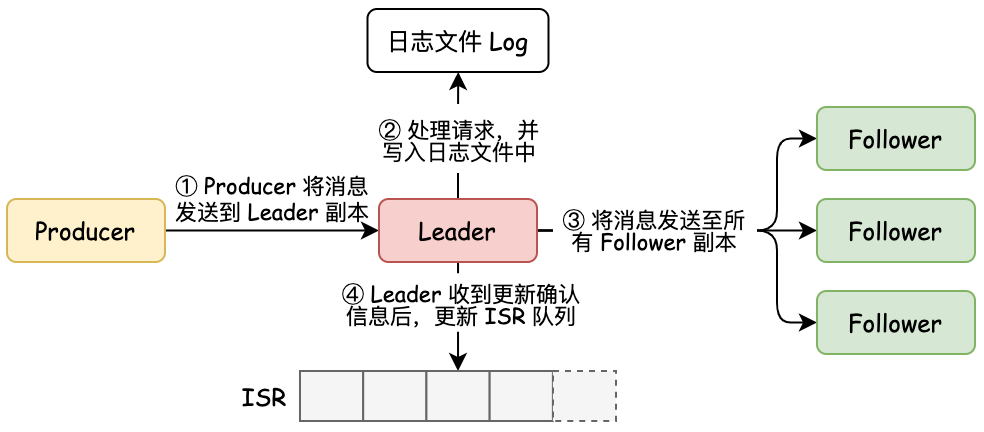 日志文件 Log
② 处理请求，并
写入日志文件中
① Producer 将消息
发送到 Leader 副本
Producer
Leader
③ 将消息发送至所
有 Follower 副本
Follower
Follower
Follower
④ Leader 收到更新确认
信息后，更新 ISR 队列
ISR